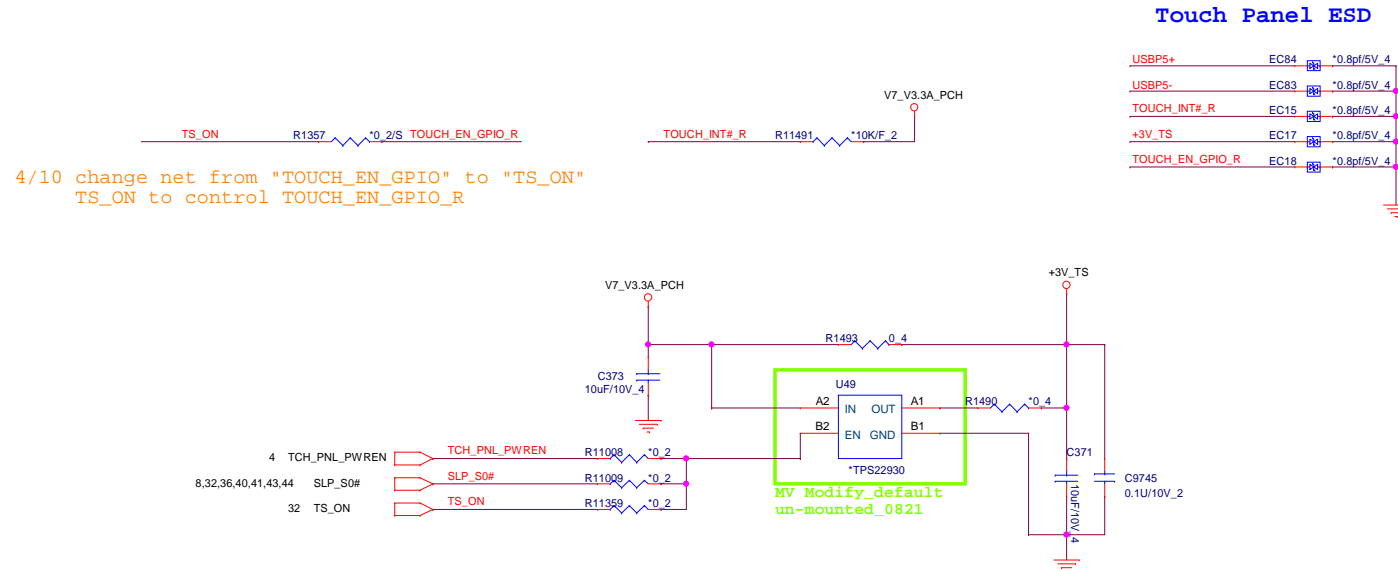 Touch Panel ESD
USBP5+ EC84 *0.8pf/5V_4
USBP5- EC83 *0.8pf/5V_4
TOUCH_INT#_R EC15 *0.8pf/5V_4
+3V_TS EC17 *0.8pf/5V_4
TOUCH_EN_GPIO_R EC18 *0.8pf/5V_4
V7_V3.3A_PCH
TS_ON R1357 *0_2/S TOUCH_EN_GPIO_R
TOUCH_INT#_R R11491 *10K/F_2
4/10 change net from "TOUCH_EN_GPIO" to "TS_ON"
TS_ON to control TOUCH_EN_GPIO_R
V7_V3.3A_PCH
+3V_TS
R1493 0_4
C373
10uF/10V_4
U49
A2 IN OUT A1
R1490 *0_4
B2 EN GND B1
*TPS22930
MV Modify_default
un-mounted_0821
4 TCH_PNL_PWREN TCH_PNL_PWREN R11008 *0_2
8,32,36,40,41,43,44 SLP_S0# SLP_S0# R11009 *0_2
32 TS_ON TS_ON R11359 *0_2
C371
10uF/10V_4
C9745
0.1U/10V_2